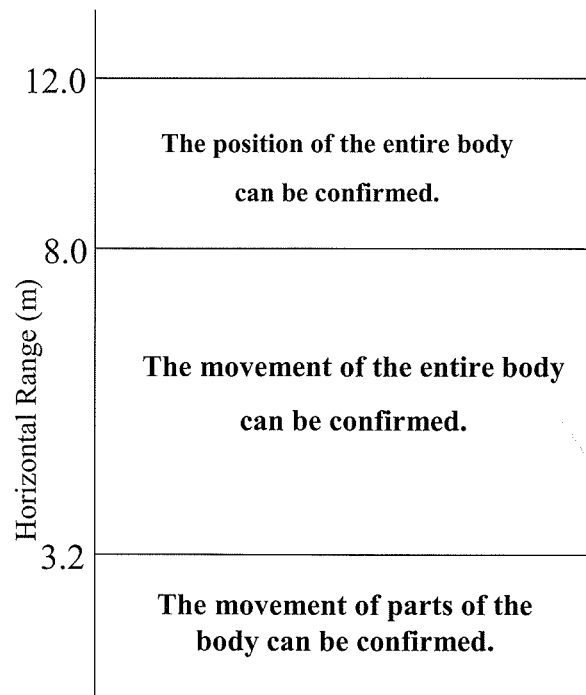 12.0
The position of the entire body
can be confirmed.
8.0
Horizontal Range (m)
The movement of the entire body
can be confirmed.
3.2
The movement of parts of the
body can be confirmed.